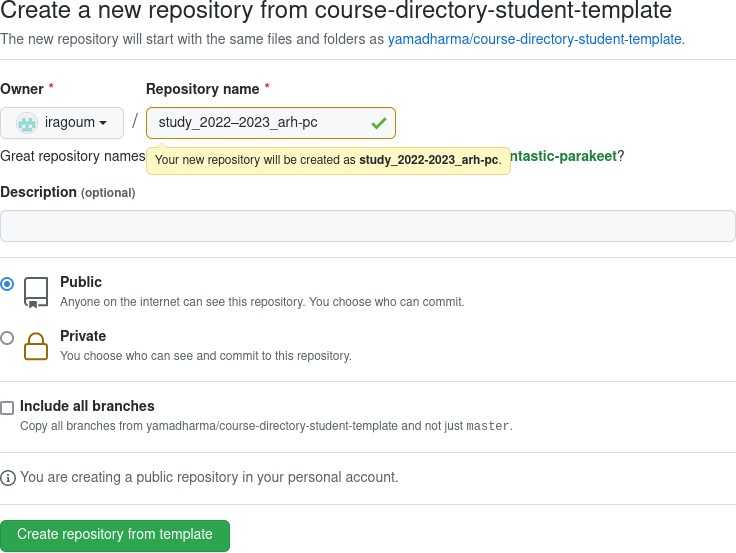 Create a new repository from course-directory-student-template
The new repository will start with the same files and folders as yamadharma/course-directory-student-template.
Owner *
Repository name *
iragoum
/
study_2022–2023_arh-pc
Great repository names
Your new repository will be created as study_2022-2023_arh-pc.
ntastic-parakeet?
Description (optional)
Public
Anyone on the internet can see this repository. You choose who can commit.
Private
You choose who can see and commit to this repository.
Include all branches
Copy all branches from yamadharma/course-directory-student-template and not just master.
You are creating a public repository in your personal account.
Create repository from template